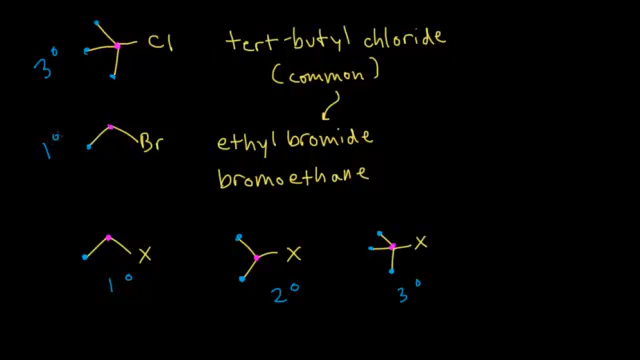 3° Cl tert-butyl chloride
(common)
1° Br ethyl bromide
bromoethane
X X X
1° 2° 3°